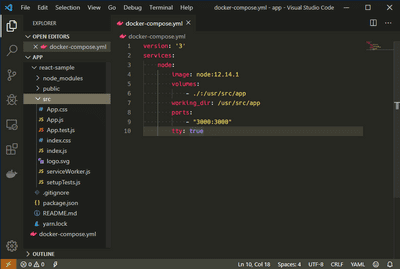 File Edit Selection View Go Run ... docker-compose.yml - app - Visual Studio Code
EXPLORER
docker-compose.yml
OPEN EDITORS
docker-compose.yml
APP
react-sample
node_modules
public
src
App.css
App.js
App.test.js
index.css
index.js
logo.svg
serviceWorker.js
setupTests.js
.gitignore
package.json
README.md
yarn.lock
docker-compose.yml
OUTLINE
docker-compose.yml
1 version: '3'
2 services:
3 node:
4 image: node:12.14.1
5 volumes:
6 - ./:/usr/src/app
7 working_dir: /usr/src/app
8 ports:
9 - "3000:3000"
10 tty: true
0 0 Ln 10, Col 18 Spaces: 4 UTF-8 CRLF YAML